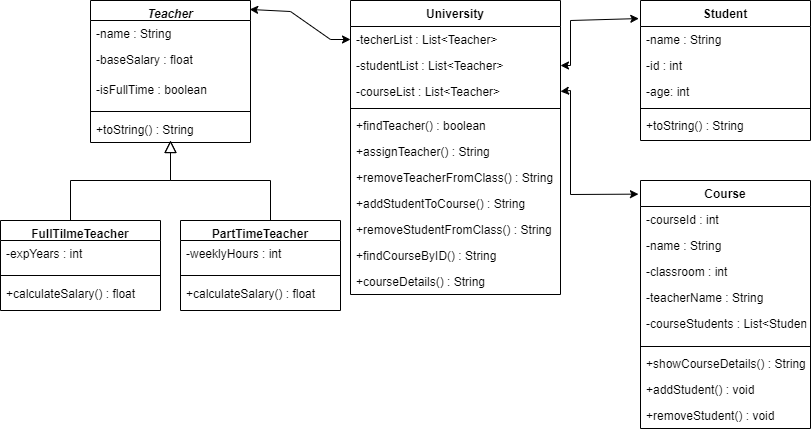 Teacher
-name : String
-baseSalary : float
-isFullTime : boolean
+toString() : String
FullTilmeTeacher
-expYears : int
+calculateSalary() : float
PartTimeTeacher
-weeklyHours : int
+calculateSalary() : float
University
-techerList : List<Teacher>
-studentList : List<Teacher>
-courseList : List<Teacher>
+findTeacher() : boolean
+assignTeacher() : String
+removeTeacherFromClass() : String
+addStudentToCourse() : String
+removeStudentFromClass() : String
+findCourseByID() : String
+courseDetails() : String
Student
-name : String
-id : int
-age: int
+toString() : String
Course
-courseId : int
-name : String
-classroom : int
-teacherName : String
-courseStudents : List<Studen
+showCourseDetails() : String
+addStudent() : void
+removeStudent() : void